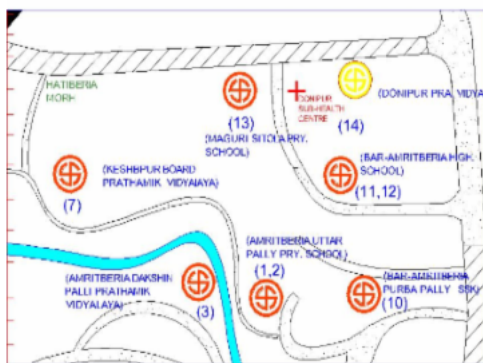 HATIBERIA
MORH
(13)
(MAGURI SITOLA PRY.
SCHOOL)
DONIPUR
SUB-HEALTH
CENTRE
(DONIPUR PRA. VIDYA
(14)
(KESHBPUR BOARD
PRATHAMIK VIDYALAYA)
(7)
(BAR-AMRITBERIA HIGH
SCHOOL)
(11,12)
(AMRITBERIA UTTAR
PALLY PRY. SCHOOL)
(1,2)
(AMRITBERIA DAKSHIN
PALLI PRATHAMIK
VIDYALAYA)
(3)
(BAR-AMRITBERIA
PURBA PALLY SSK)
(10)